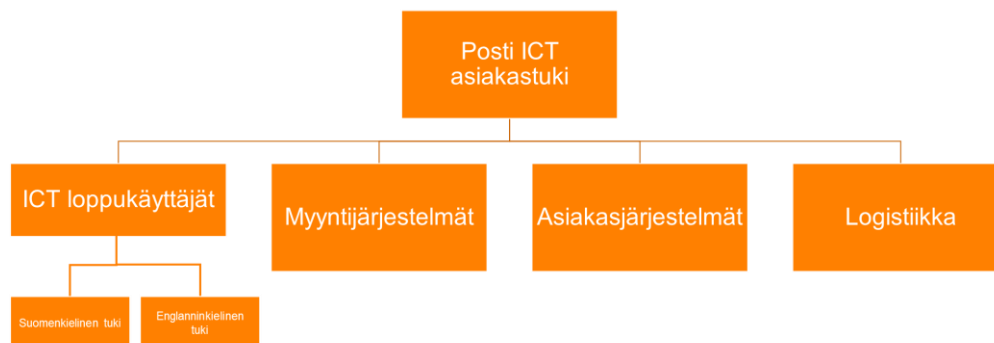 Posti ICT
asiakastuki
ICT loppukäyttäjät
Myyntijärjestelmät
Asiakasjärjestelmät
Logistiikka
Suomenkielinen tuki
Englanninkielinen
tuki